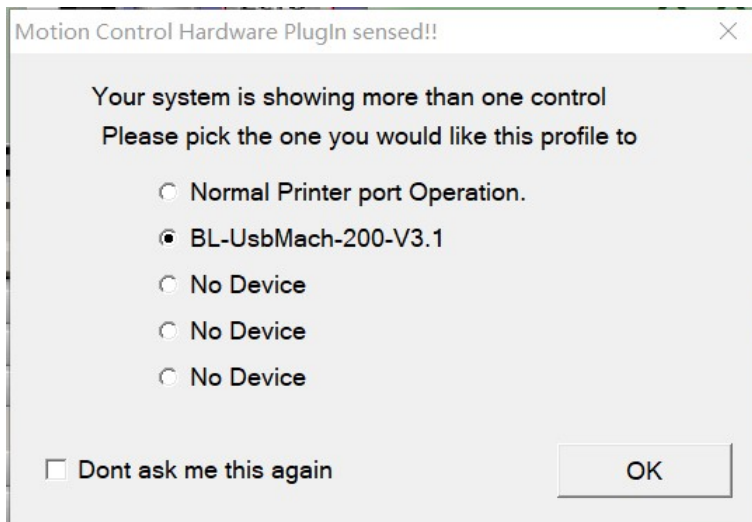 Motion Control Hardware PlugIn sensed!!
Your system is showing more than one control
Please pick the one you would like this profile to
Normal Printer port Operation.
BL-UsbMach-200-V3.1
No Device
No Device
No Device
Dont ask me this again
OK